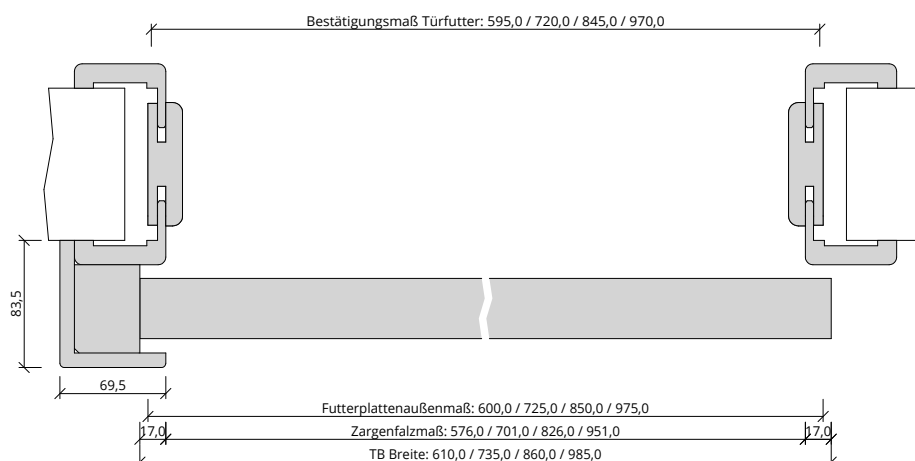 Bestätigungsmaß Türfutter: 595,0 / 720,0 / 845,0 / 970,0
83,5
69,5
Futterplattenaußenmaß: 600,0 / 725,0 / 850,0 / 975,0
17,0 Zargenfalzmaß: 576,0 / 701,0 / 826,0 / 951,0 17,0
TB Breite: 610,0 / 735,0 / 860,0 / 985,0